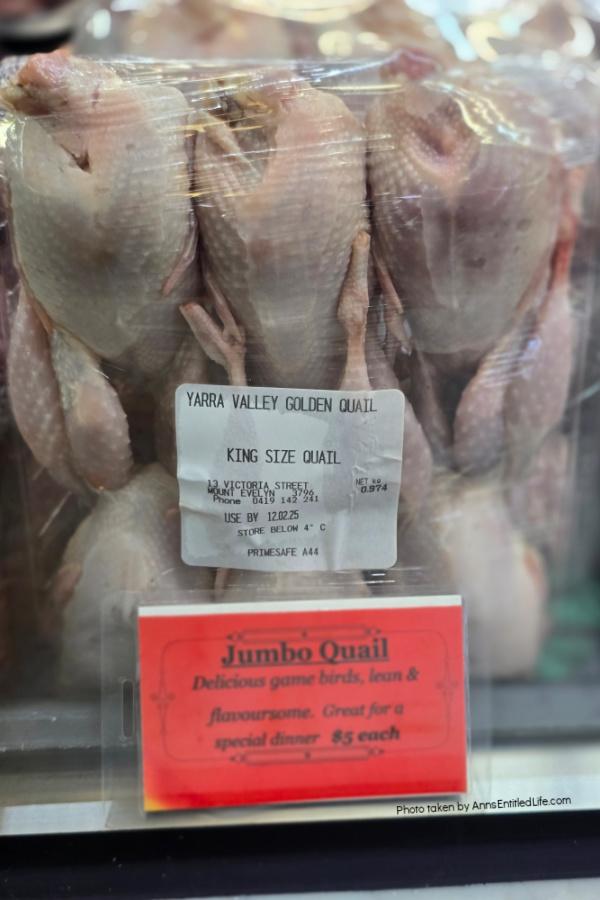 YARRA VALLEY GOLDEN QUAIL
KING SIZE QUAIL
13 VICTORIA STREET
MOUNT EVELYN 3796
Phone 0419 142 241
NET kg
0.974
USE BY 12.02.25
STORE BELOW 4° C
PRIMESAFE A44
Jumbo Quail
Delicious game birds, lean &
flavoursome. Great for a
special dinner $5 each
Photo taken by AnnsEntitledLife.com